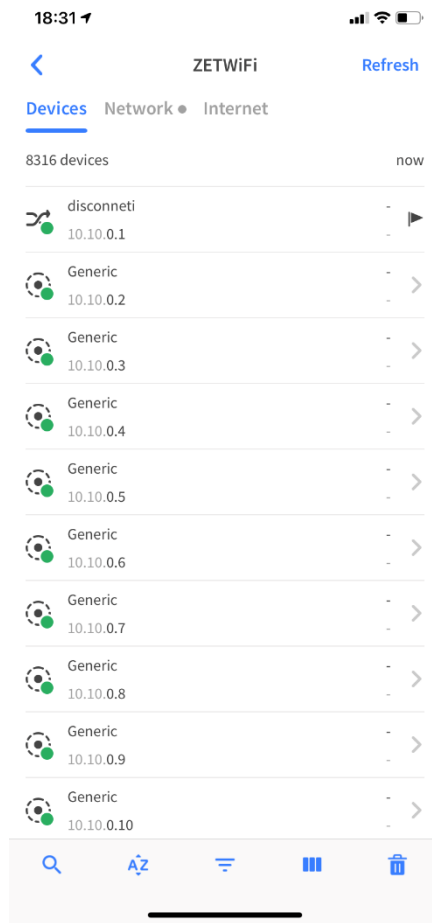 18:31
ZETWiFi
Refresh
Devices Network Internet
8316 devices now
disconneti -
10.10.0.1 -
Generic -
10.10.0.2 -
Generic -
10.10.0.3 -
Generic -
10.10.0.4 -
Generic -
10.10.0.5 -
Generic -
10.10.0.6 -
Generic -
10.10.0.7 -
Generic -
10.10.0.8 -
Generic -
10.10.0.9 -
Generic -
10.10.0.10 -
AZ